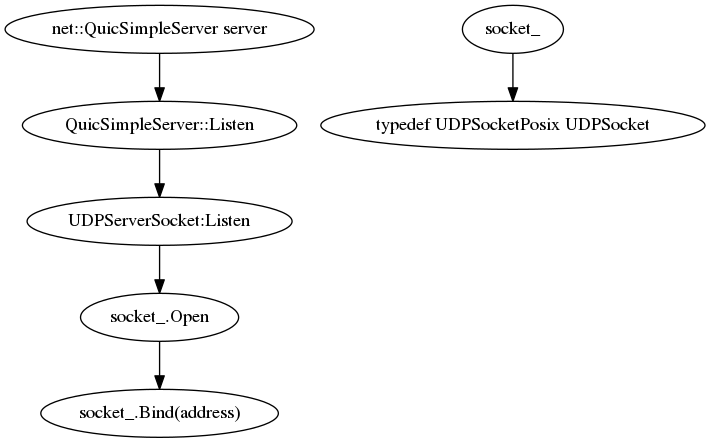 net::QuicSimpleServer server
socket_
QuicSimpleServer::Listen
typedef UDPSocketPosix UDPSocket
UDPServerSocket:Listen
socket_.Open
socket_.Bind(address)